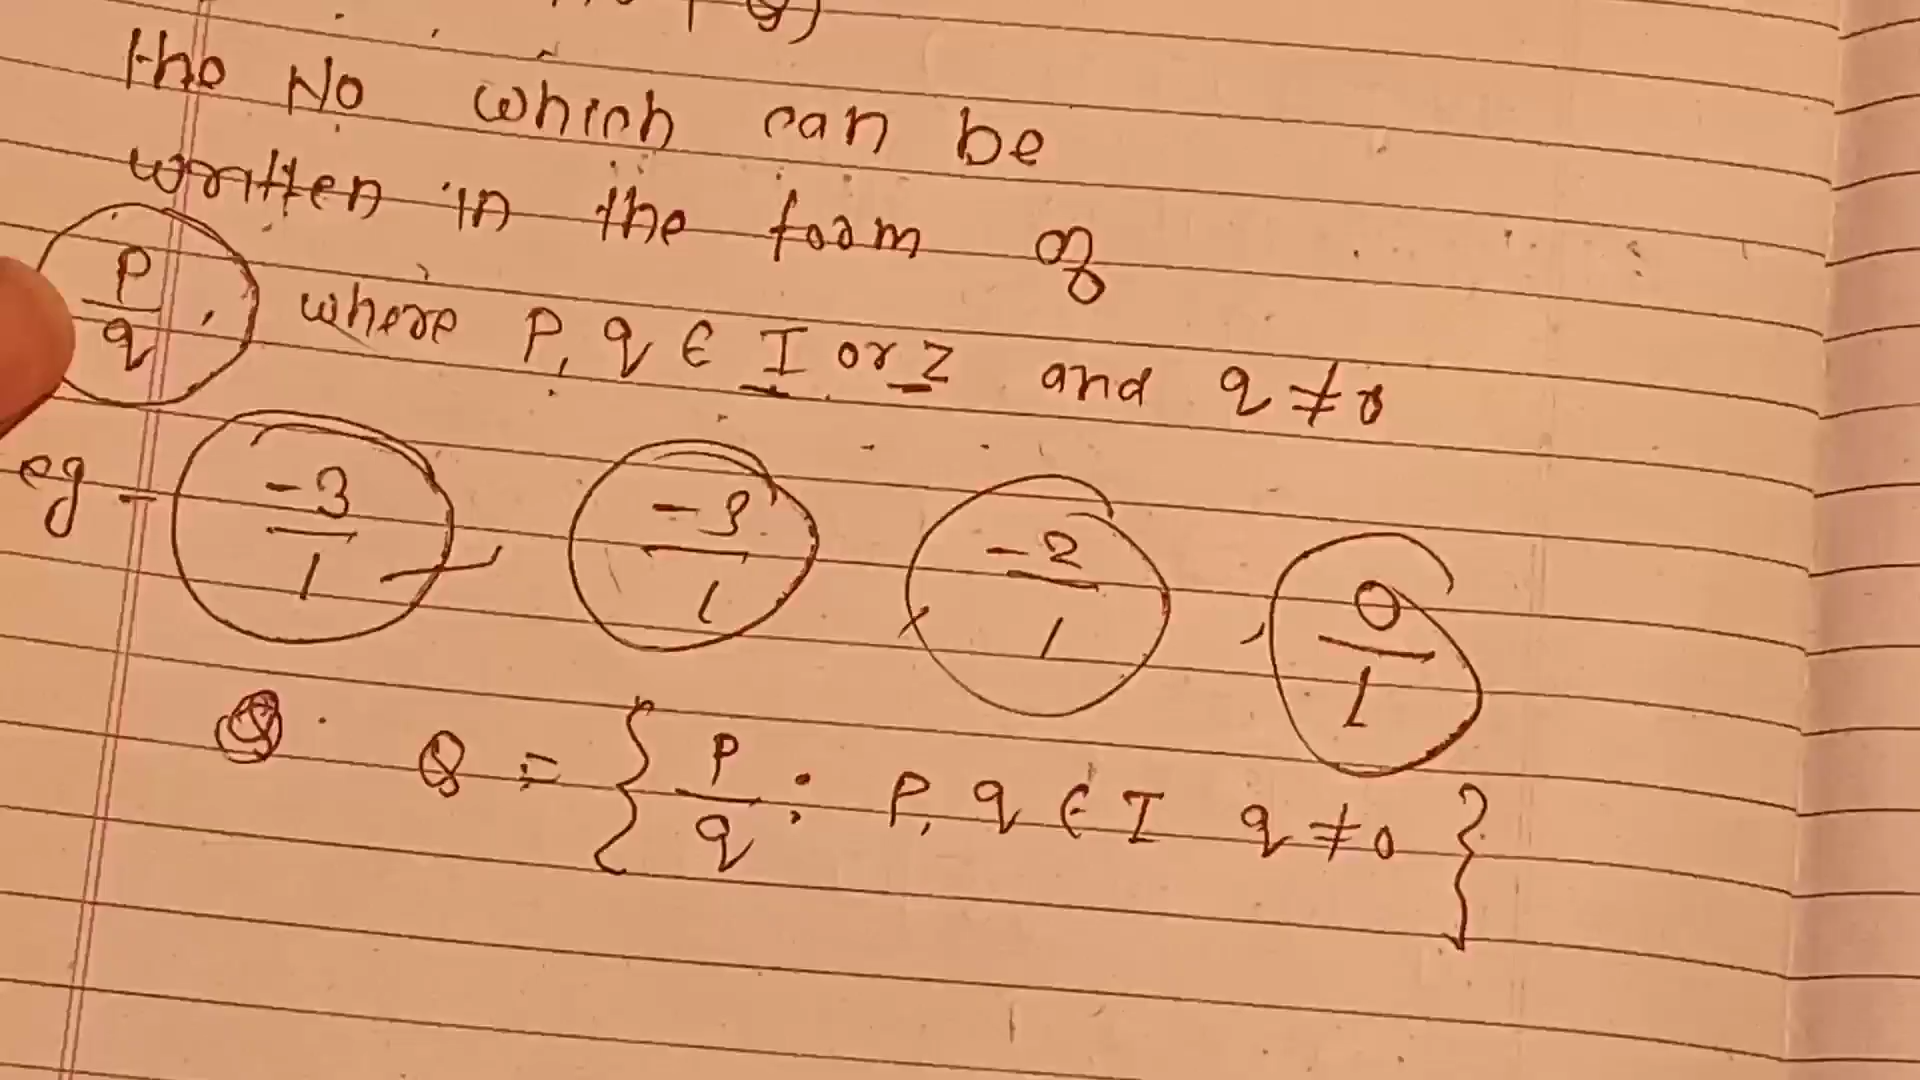 the No which can be
written in the form of
P/q, where P, q ∈ I or Z and q ≠ 0
eg - -3/1, -3/1, -2/1, 0/1
Q Q = { P/q : P, q ∈ I q ≠ 0 }